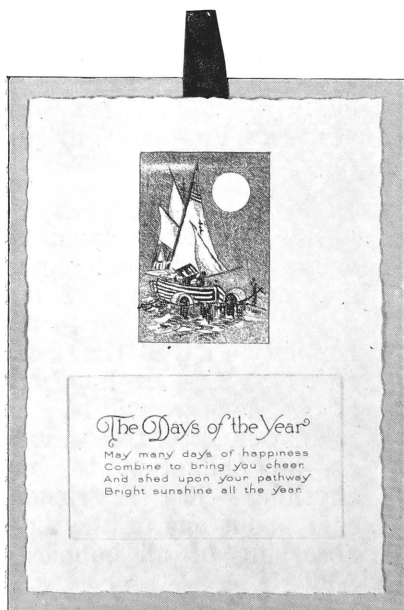 The Days of the Year
May many days of happiness
Combine to bring you cheer.
And shed upon your pathway
Bright sunshine all the year.